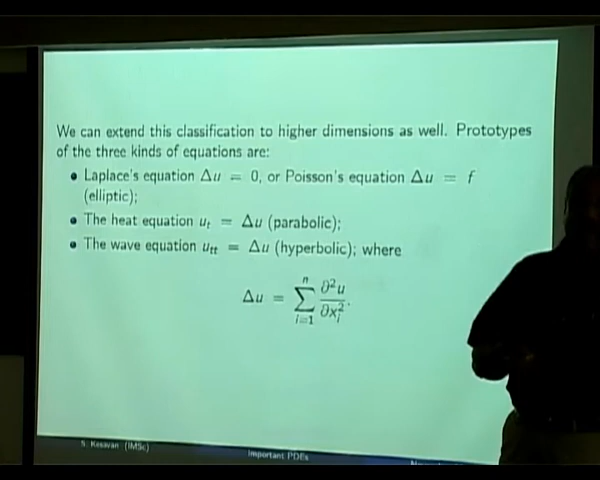 We can extend this classification to higher dimensions as well. Prototypes
of the three kinds of equations are:
• Laplace's equation Δu = 0, or Poisson's equation Δu = f
(elliptic);
• The heat equation u_t = Δu (parabolic);
• The wave equation u_tt = Δu (hyperbolic); where
Δu = ∑_{i=1}^{n} ∂²u/∂x_i².
S. Kesavan (IMSc)
Important PDEs